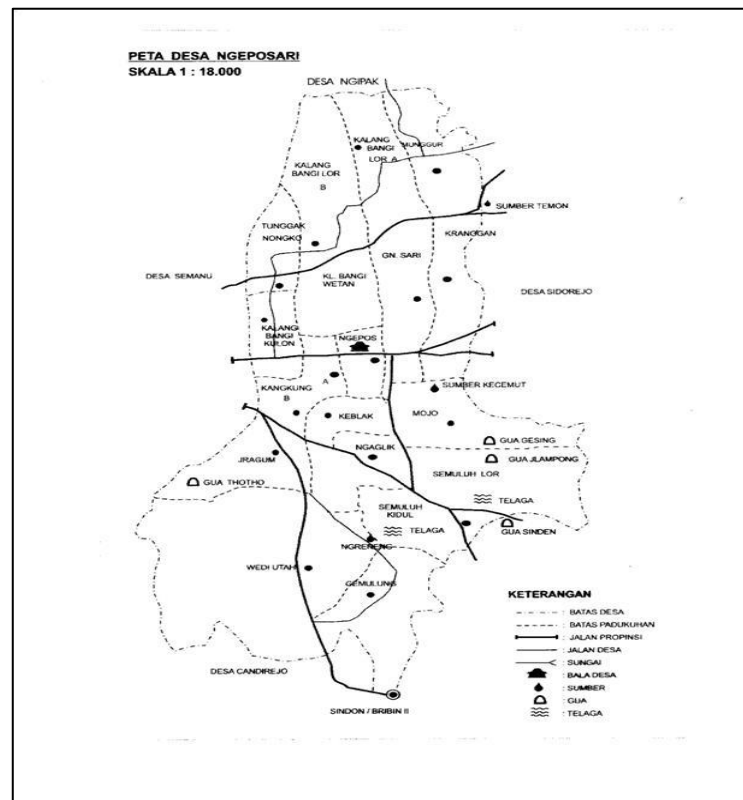 PETA DESA NGEPOSARI
SKALA 1 : 18.000
DESA NGIPAK
KALANG
BANGI
LOR A
MUNGGUR
KALANG
BANGI LOR
B
SUMBER TEMON
TUNGGAK
NONGKO
KRANGGAN
GN. SARI
DESA SEMANU
KL. BANGI
WETAN
DESA SIDOREJO
KALANG
BANGI
KULON
NGEPOS
A
KANGKUNG
B
SUMBER KECEMUT
KEBLAK
MOJO
NGAGLIK
GUA GESING
JRAGUM
GUA JLAMPONG
SEMULUH LOR
GUA THOTHO
TELAGA
SEMULUH
KIDUL
TELAGA
GUA SINDEN
NGRENENG
WEDI UTAH
GEMULUNG
KETERANGAN
: BATAS DESA
: BATAS PADUKUHAN
: JALAN PROPINSI
: JALAN DESA
: SUNGAI
: BALA DESA
: SUMBER
: GUA
: TELAGA
DESA CANDIREJO
SINDON / BRIBIN II